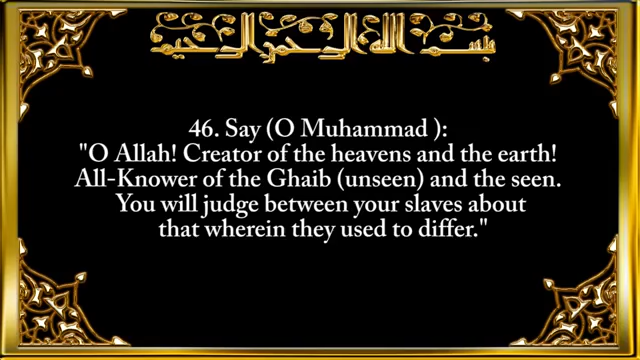 بسم الله الرحمن الرحيم
46. Say (O Muhammad ):
"O Allah! Creator of the heavens and the earth!
All-Knower of the Ghaib (unseen) and the seen.
You will judge between your slaves about
that wherein they used to differ."